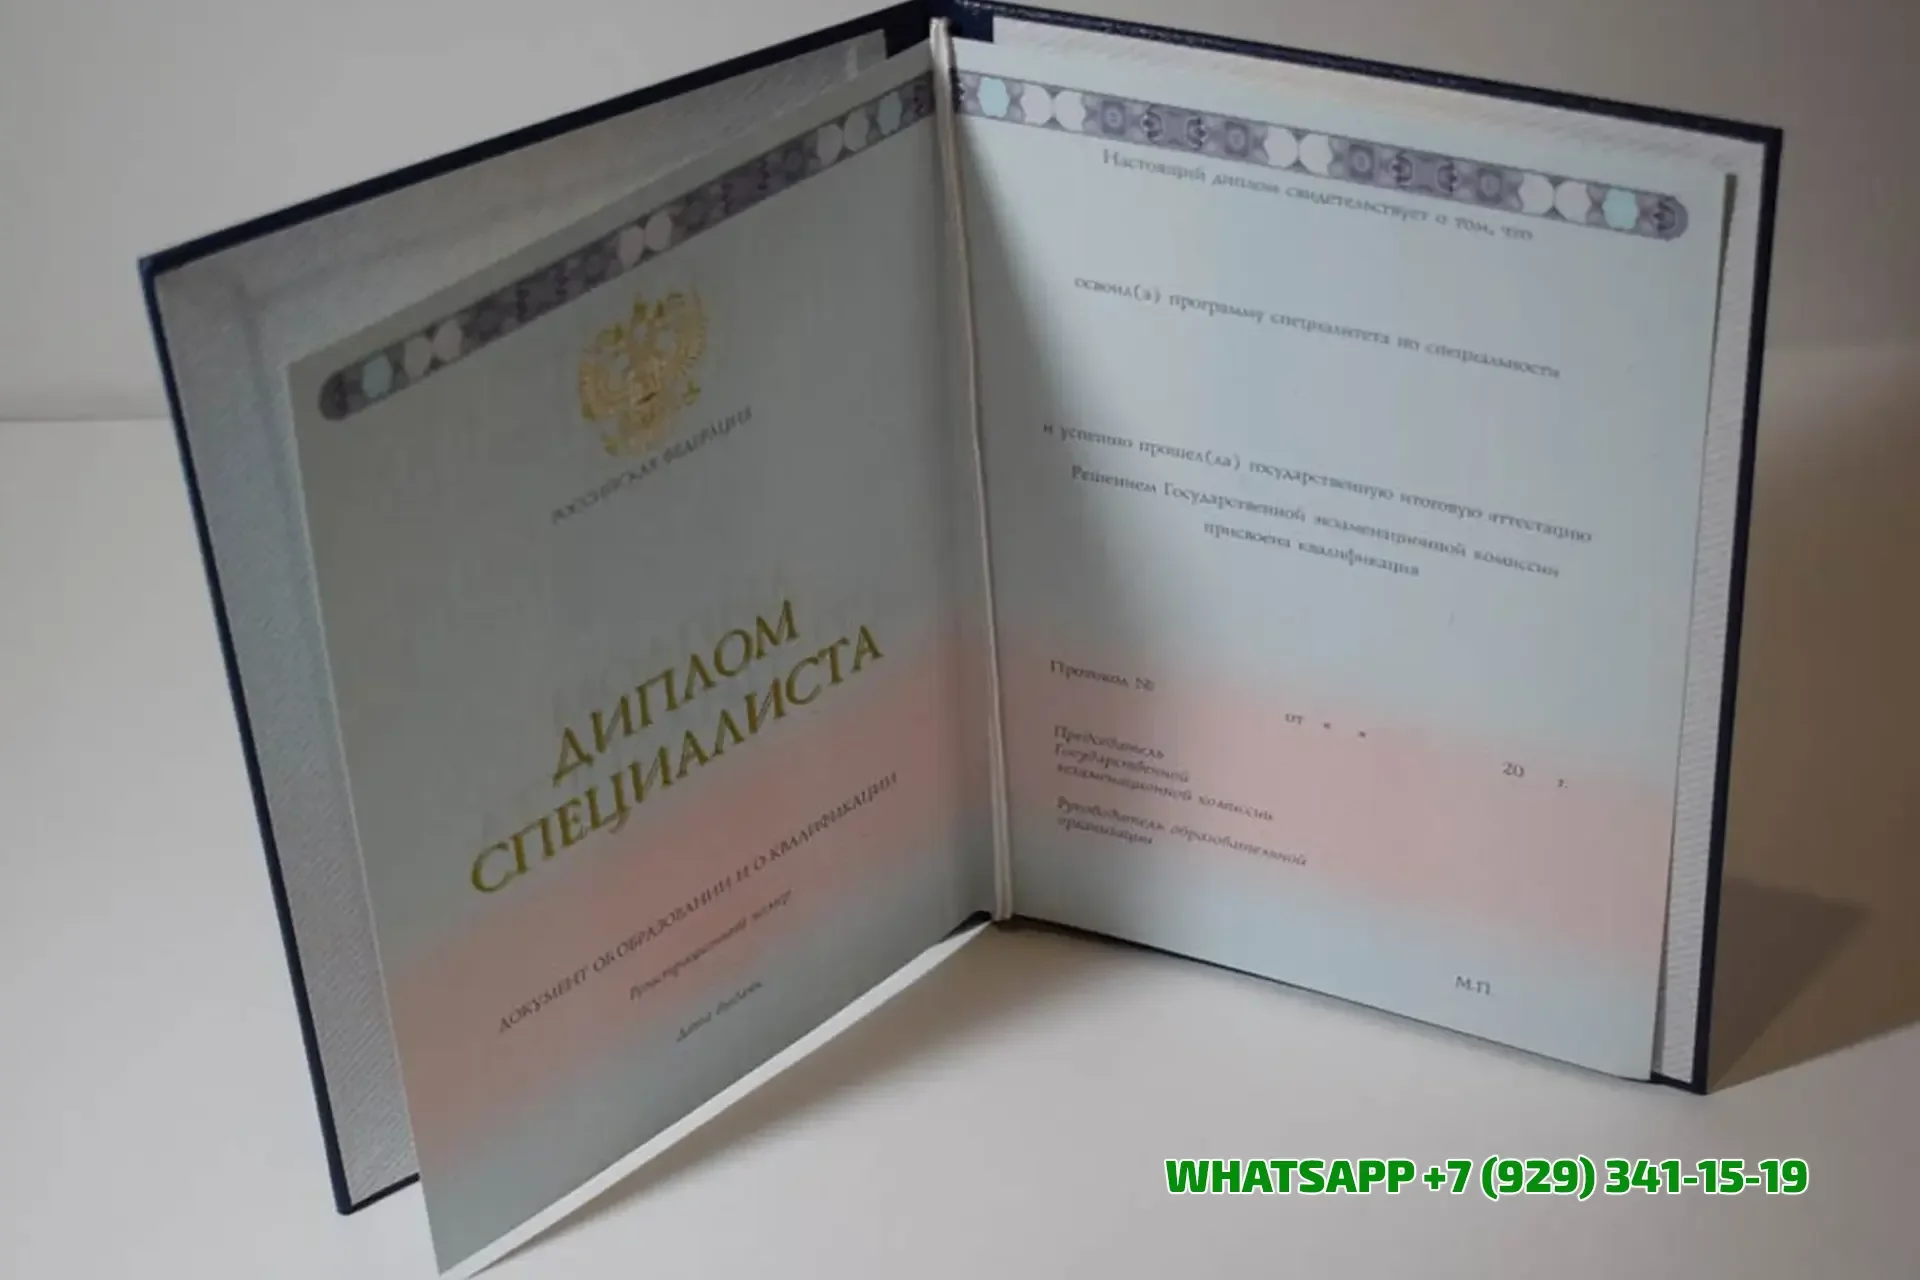 РОССИЙСКАЯ ФЕДЕРАЦИЯ
ДИПЛОМ
СПЕЦИАЛИСТА
ДОКУМЕНТ ОБ ОБРАЗОВАНИИ И О КВАЛИФИКАЦИИ
Регистрационный номер
Дата выдачи
Настоящий диплом свидетельствует о том, что
освоил(а) программу специалитета по специальности
и успешно прошел(ла) государственную итоговую аттестацию
Решением Государственной экзаменационной комиссии
присвоена квалификация
Протокол №
от « »
20 г.
Председатель
Государственной
экзаменационной комиссии
Руководитель образовательной
организации
М.П.
WHATSAPP +7 (929) 341-15-19